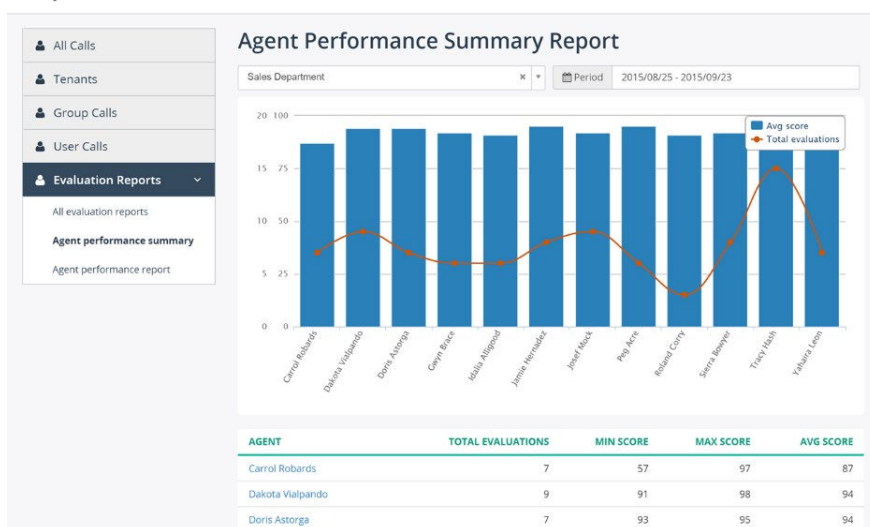 All Calls
Tenants
Group Calls
User Calls
Evaluation Reports
All evaluation reports
Agent performance summary
Agent performance report
Agent Performance Summary Report
Sales Department
Period 2015/08/25 - 2015/09/23
20 100
15 75
10 50
5 25
0 0
Avg score
Total evaluations
Carrol Robards
Dakota Vialpando
Doris Astorga
Gwyn Brace
Idalia Alligood
Jamie Hernadez
Josef Mock
Peg Acre
Roland Corry
Sierra Bowyer
Tracy Hash
Yahaira Leon
AGENT TOTAL EVALUATIONS MIN SCORE MAX SCORE AVG SCORE
Carrol Robards 7 57 97 87
Dakota Vialpando 9 91 98 94
Doris Astorga 7 93 95 94